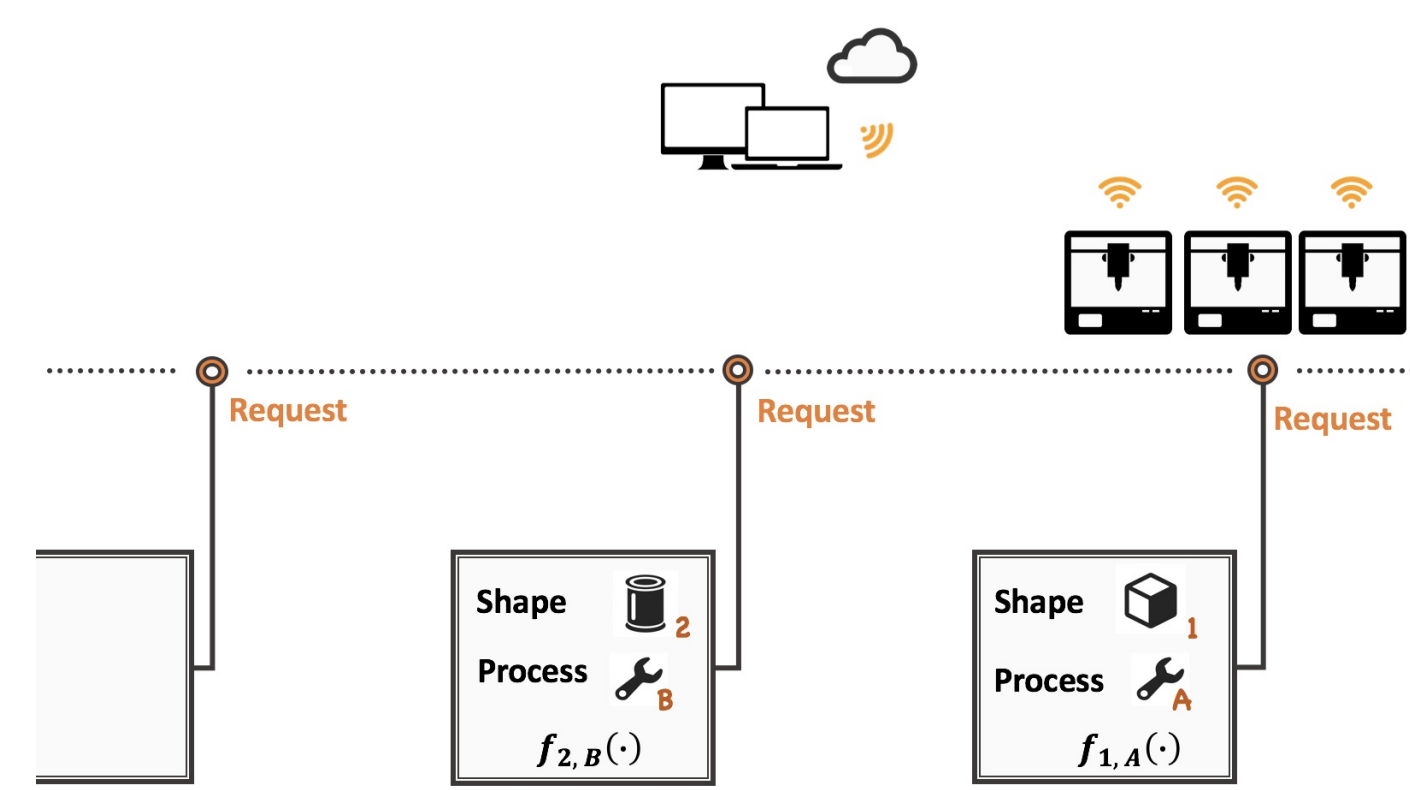 Request
Request
Request
Shape 2
Process B
f2, B(·)
Shape 1
Process A
f1, A(·)